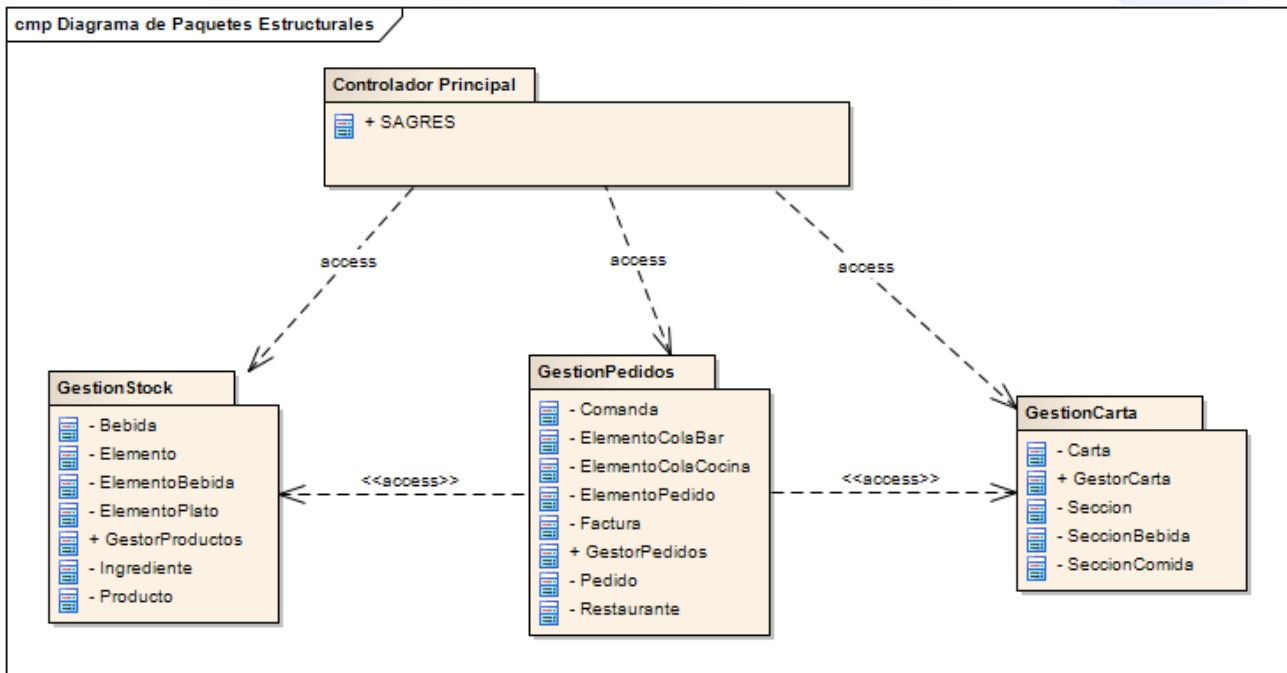 cmp Diagrama de Paquetes Estructurales
Controlador Principal
+ SAGRES
access
access
access
GestionStock
- Bebida
- Elemento
- ElementoBebida
- ElementoPlato
+ GestorProductos
- Ingrediente
- Producto
<<access>>
GestionPedidos
- Comanda
- ElementoColaBar
- ElementoColaCocina
- ElementoPedido
- Factura
+ GestorPedidos
- Pedido
- Restaurante
<<access>>
GestionCarta
- Carta
+ GestorCarta
- Seccion
- SeccionBebida
- SeccionComida